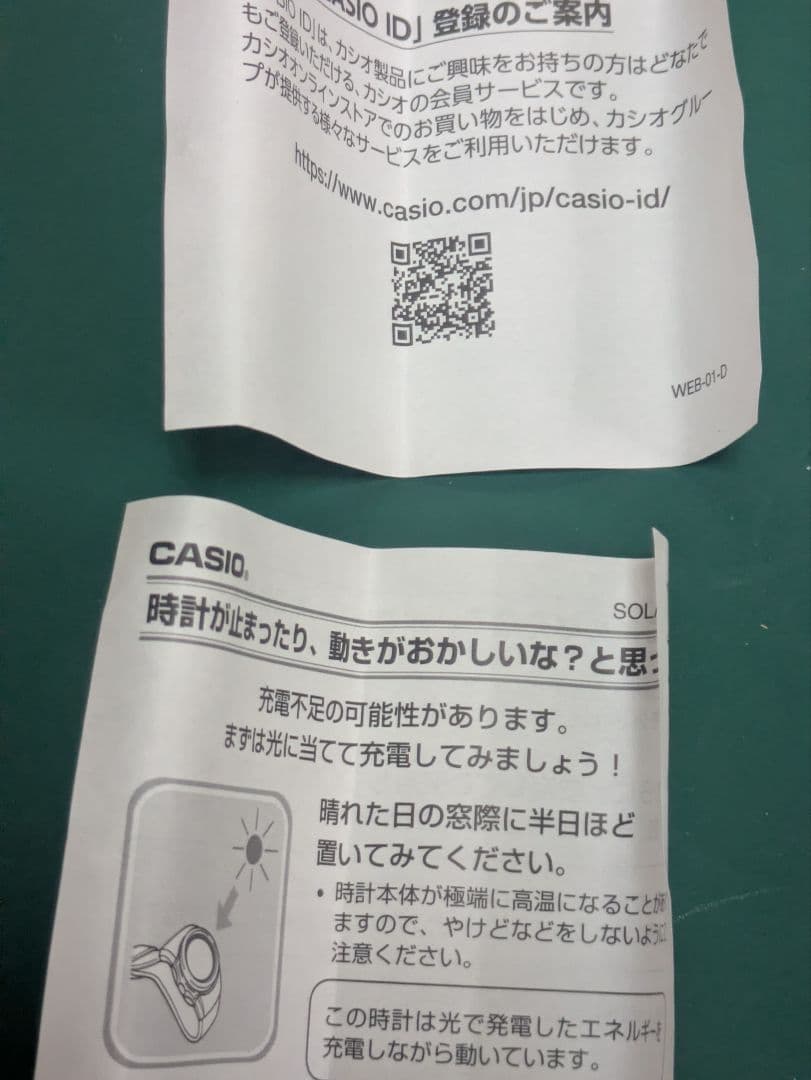 ASIO ID」登録のご案内
SIO ID」は、カシオ製品にご興味をお持ちの方はどなたで
もご登録いただける、カシオの会員サービスです。
カシオオンラインストアでのお買い物をはじめ、カシオグルー
プが提供する様々なサービスをご利用いただけます。
https://www.casio.com/jp/casio-id/
WEB-01-D
CASIO®
SOLA
時計が止まったり、動きがおかしいな？と思っ
充電不足の可能性があります。
まずは光に当てて充電してみましょう！
晴れた日の窓際に半日ほど
置いてみてください。
• 時計本体が極端に高温になることがあり
ますので、やけどなどをしないように
注意ください。
この時計は光で発電したエネルギーを
充電しながら動いています。